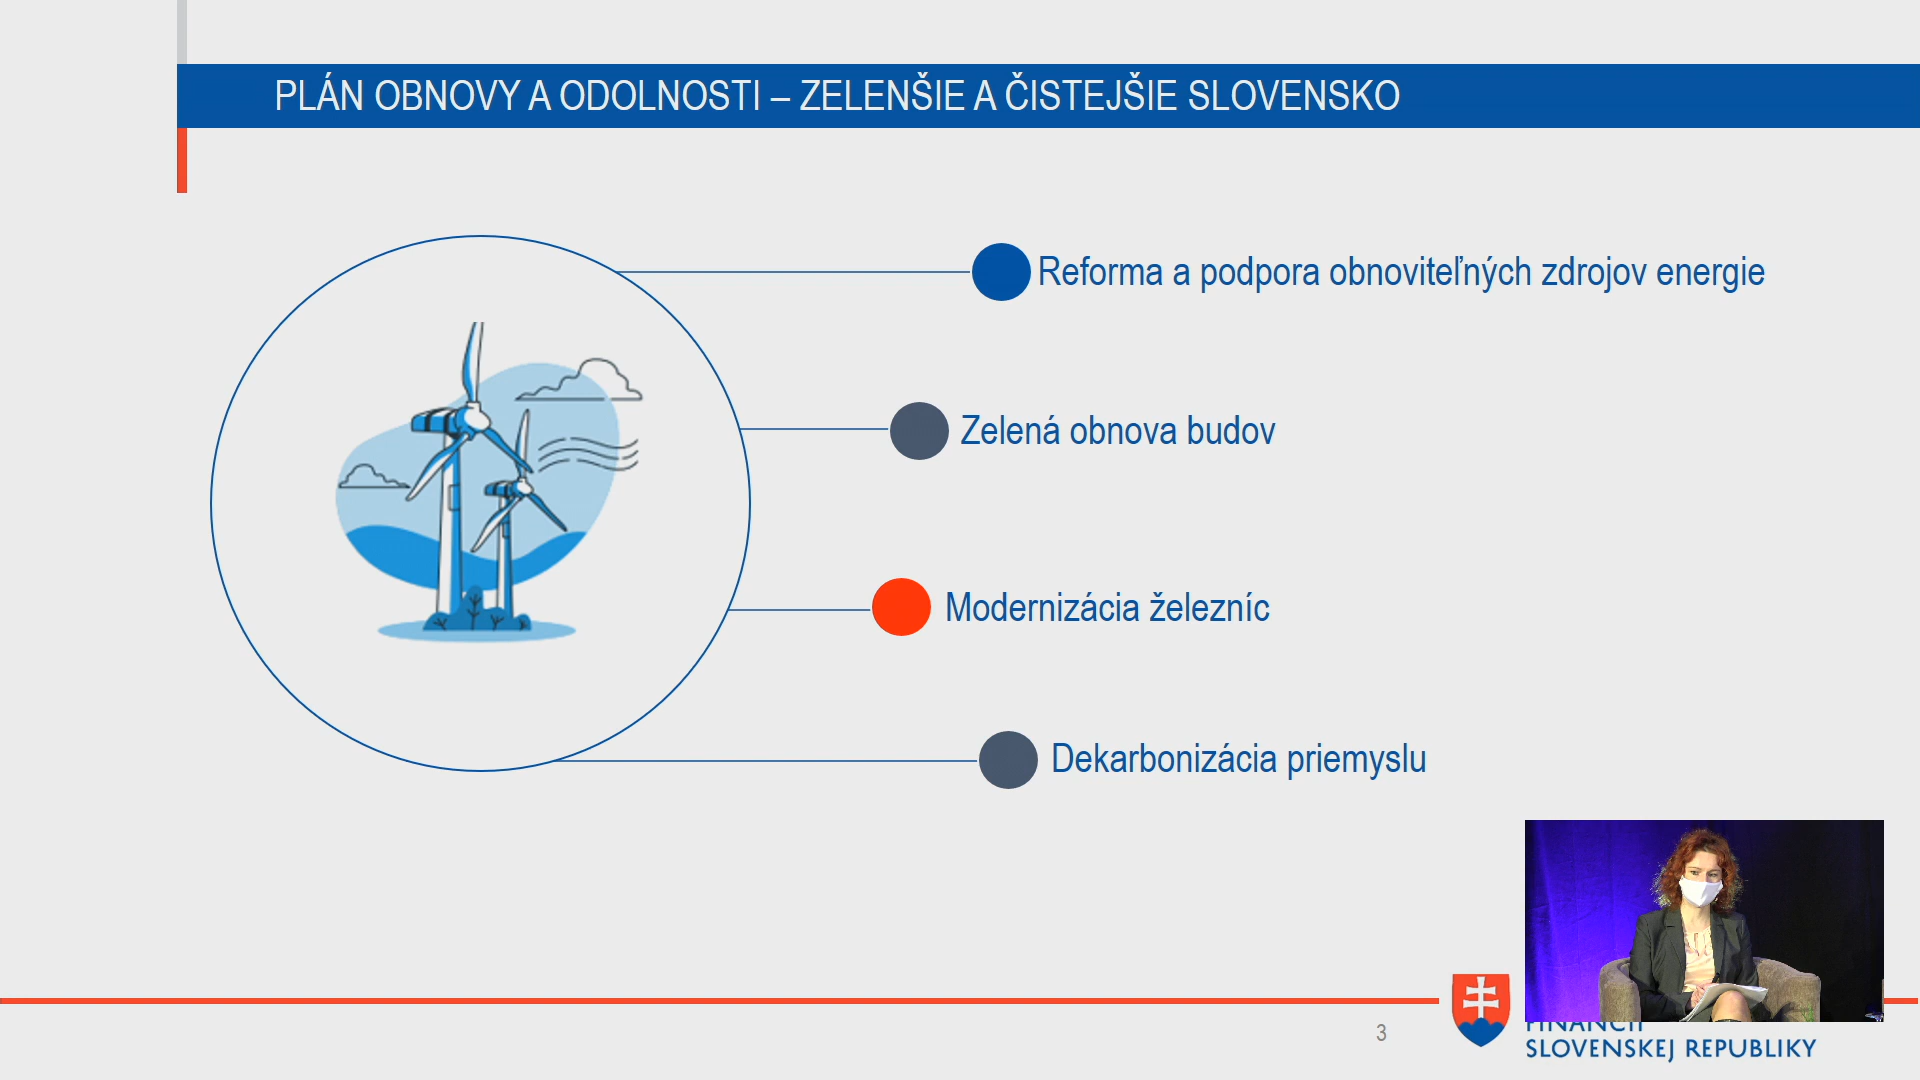 PLÁN OBNOVY A ODOLNOSTI – ZELENŠIE A ČISTEJŠIE SLOVENSKO
Reforma a podpora obnoviteľných zdrojov energie
Zelená obnova budov
Modernizácia železníc
Dekarbonizácia priemyslu
3
FINANCIÍ
SLOVENSKEJ REPUBLIKY